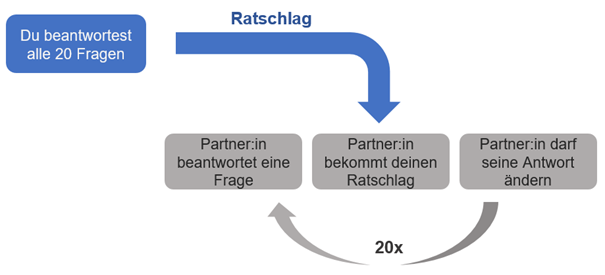 Ratschlag
Du beantwortest
alle 20 Fragen
Partner:in
beantwortet eine
Frage
Partner:in
bekommt deinen
Ratschlag
Partner:in darf
seine Antwort
ändern
20x